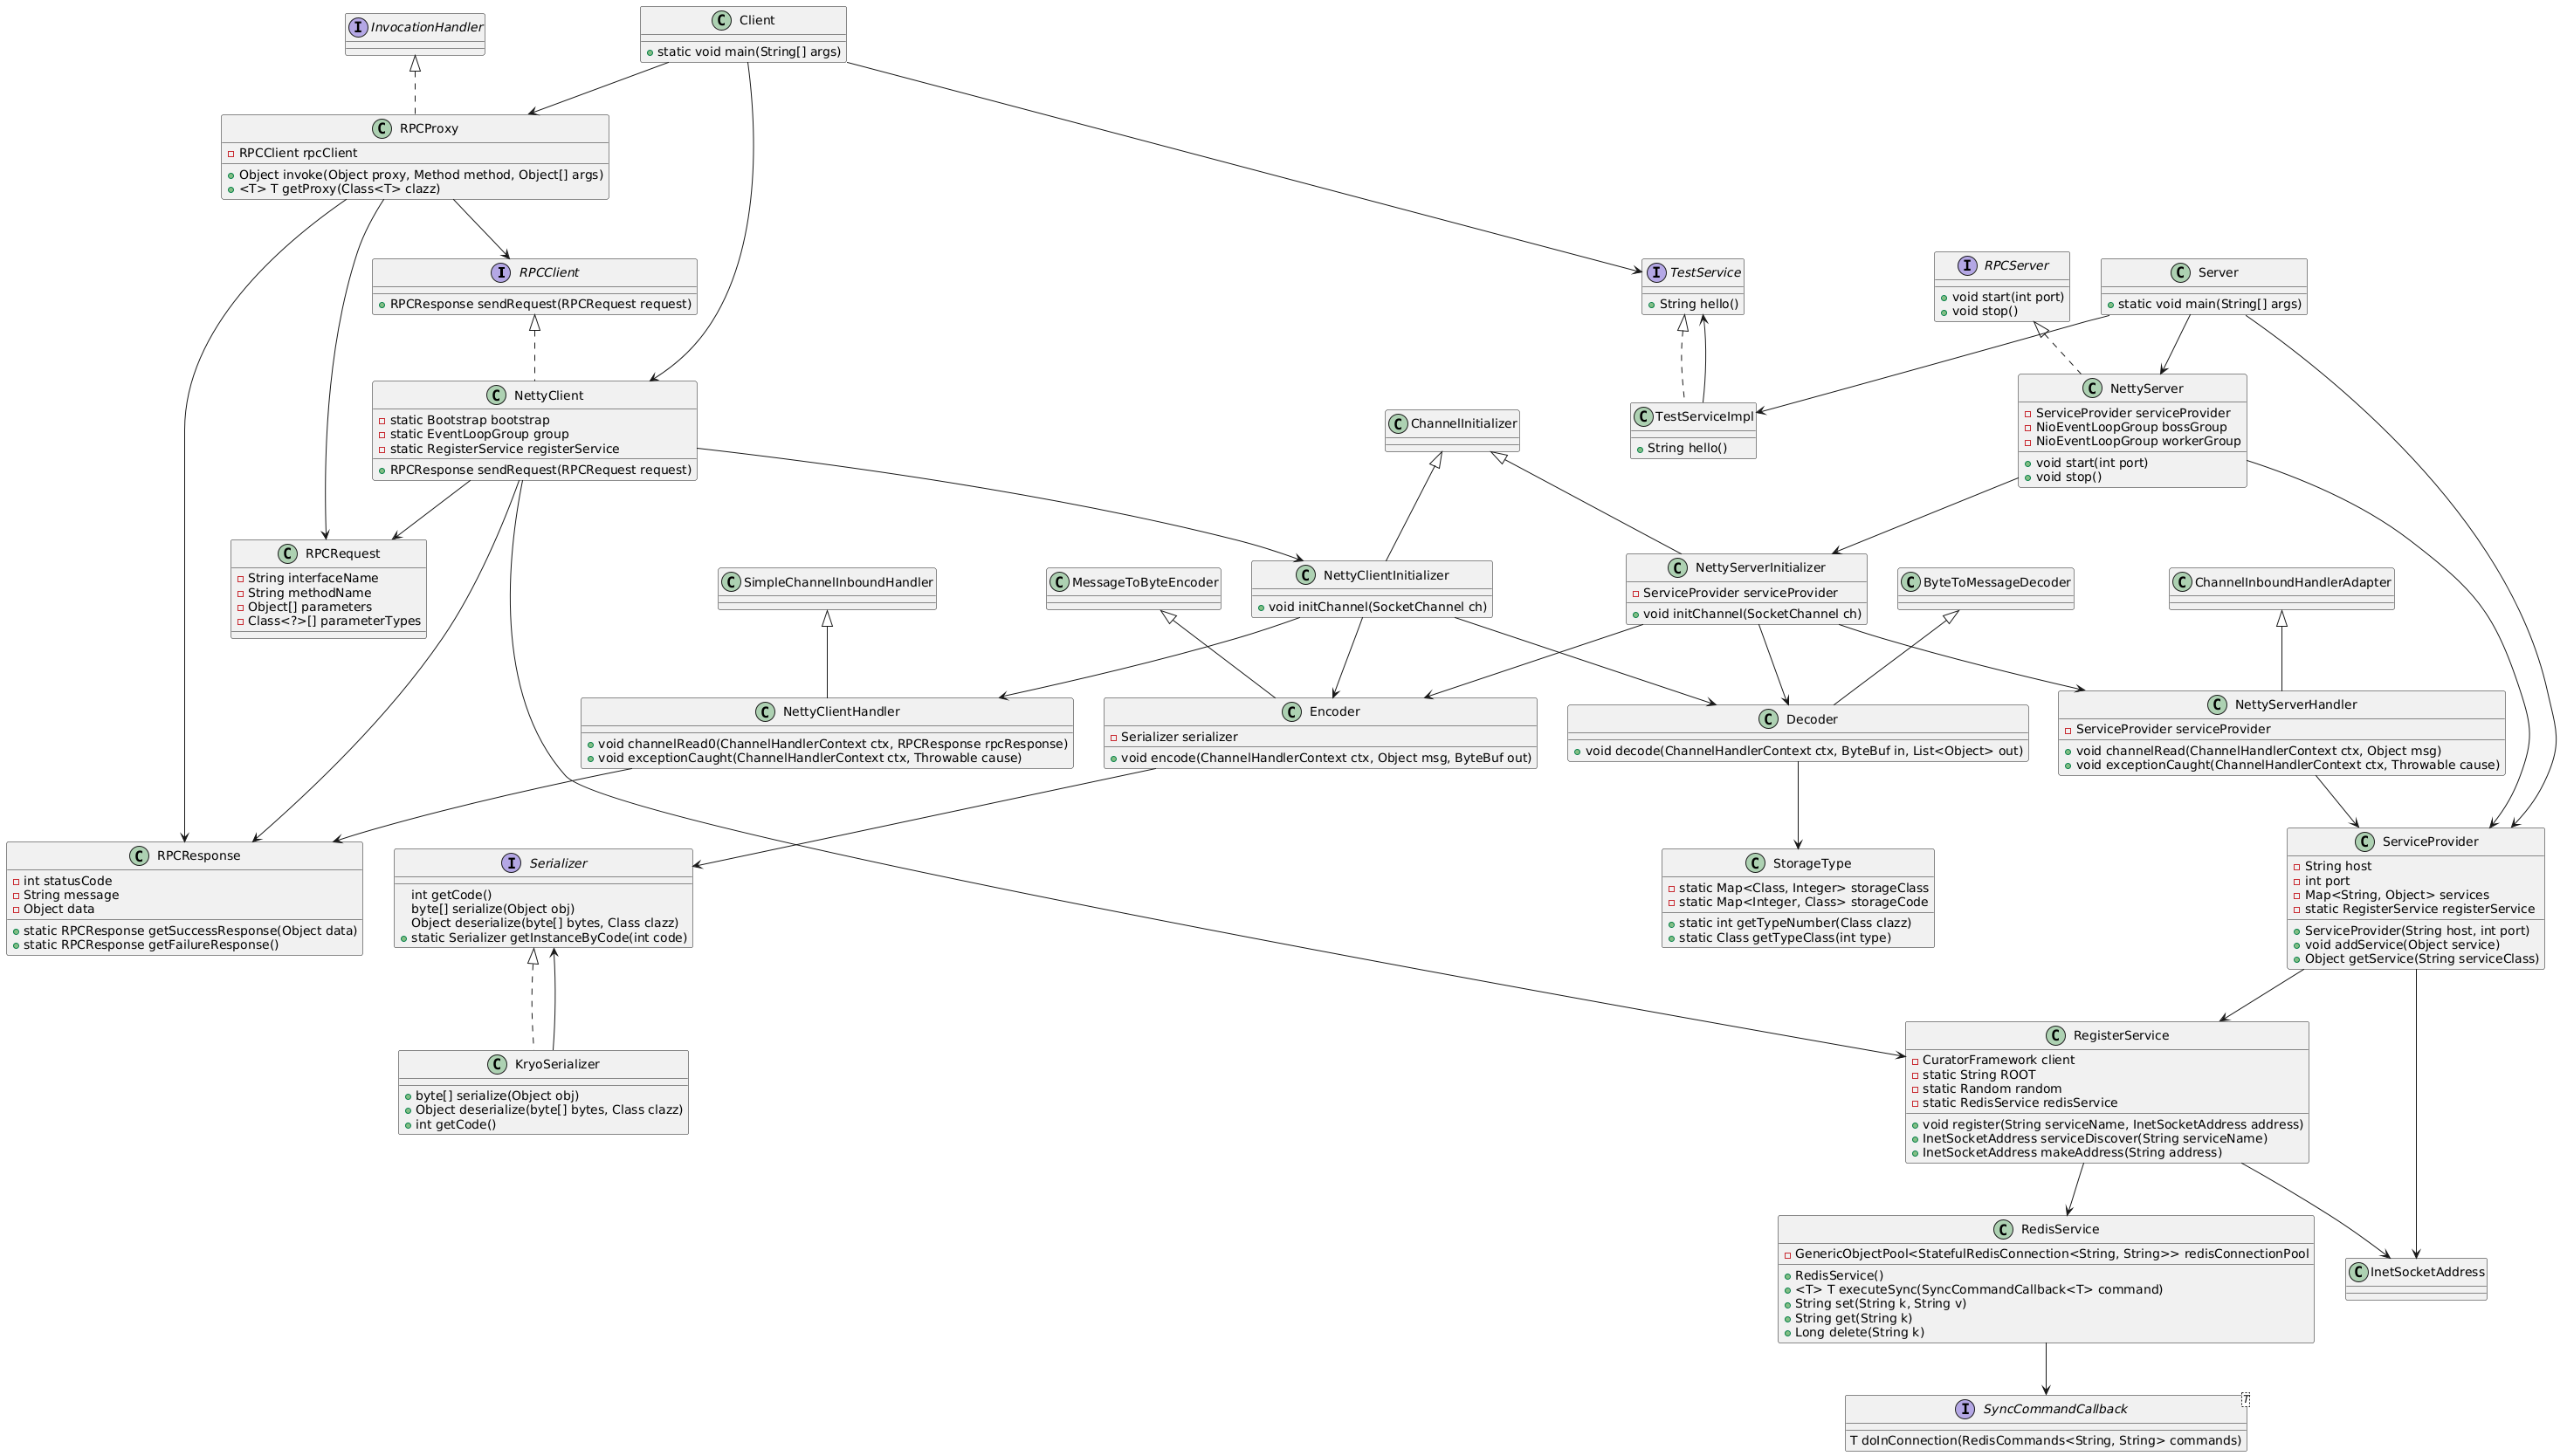 InvocationHandler
Client
static void main(String[] args)
RPCProxy
RPCClient rpcClient
Object invoke(Object proxy, Method method, Object[] args)
<T> T getProxy(Class<T> clazz)
RPCClient
RPCResponse sendRequest(RPCRequest request)
TestService
String hello()
RPCServer
void start(int port)
void stop()
Server
static void main(String[] args)
NettyClient
static Bootstrap bootstrap
static EventLoopGroup group
static RegisterService registerService
RPCResponse sendRequest(RPCRequest request)
ChannelInitializer
TestServiceImpl
String hello()
NettyServer
ServiceProvider serviceProvider
NioEventLoopGroup bossGroup
NioEventLoopGroup workerGroup
void start(int port)
void stop()
RPCRequest
String interfaceName
String methodName
Object[] parameters
Class<?>[] parameterTypes
SimpleChannelInboundHandler
MessageToByteEncoder
NettyClientInitializer
void initChannel(SocketChannel ch)
NettyServerInitializer
ServiceProvider serviceProvider
void initChannel(SocketChannel ch)
ByteToMessageDecoder
ChannelInboundHandlerAdapter
NettyClientHandler
void channelRead0(ChannelHandlerContext ctx, RPCResponse rpcResponse)
void exceptionCaught(ChannelHandlerContext ctx, Throwable cause)
Encoder
Serializer serializer
void encode(ChannelHandlerContext ctx, Object msg, ByteBuf out)
Decoder
void decode(ChannelHandlerContext ctx, ByteBuf in, List<Object> out)
NettyServerHandler
ServiceProvider serviceProvider
void channelRead(ChannelHandlerContext ctx, Object msg)
void exceptionCaught(ChannelHandlerContext ctx, Throwable cause)
RPCResponse
int statusCode
String message
Object data
static RPCResponse getSuccessResponse(Object data)
static RPCResponse getFailureResponse()
Serializer
int getCode()
byte[] serialize(Object obj)
Object deserialize(byte[] bytes, Class clazz)
static Serializer getInstanceByCode(int code)
StorageType
static Map<Class, Integer> storageClass
static Map<Integer, Class> storageCode
static int getTypeNumber(Class clazz)
static Class getTypeClass(int type)
ServiceProvider
String host
int port
Map<String, Object> services
static RegisterService registerService
ServiceProvider(String host, int port)
void addService(Object service)
Object getService(String serviceClass)
KryoSerializer
byte[] serialize(Object obj)
Object deserialize(byte[] bytes, Class clazz)
int getCode()
RegisterService
CuratorFramework client
static String ROOT
static Random random
static RedisService redisService
void register(String serviceName, InetSocketAddress address)
InetSocketAddress serviceDiscover(String serviceName)
InetSocketAddress makeAddress(String address)
RedisService
GenericObjectPool<StatefulRedisConnection<String, String>> redisConnectionPool
RedisService()
<T> T executeSync(SyncCommandCallback<T> command)
String set(String k, String v)
String get(String k)
Long delete(String k)
InetSocketAddress
SyncCommandCallback
T
T doInConnection(RedisCommands<String, String> commands)